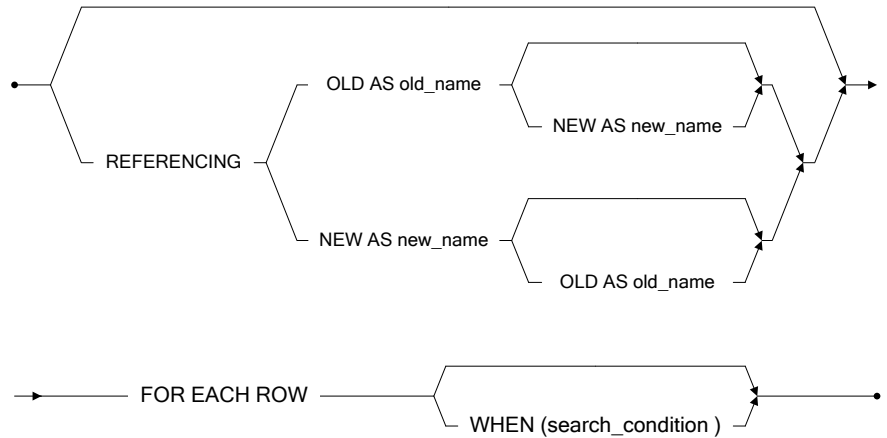 OLD AS old_name
NEW AS new_name
REFERENCING
NEW AS new_name
OLD AS old_name
FOR EACH ROW
WHEN (search_condition )